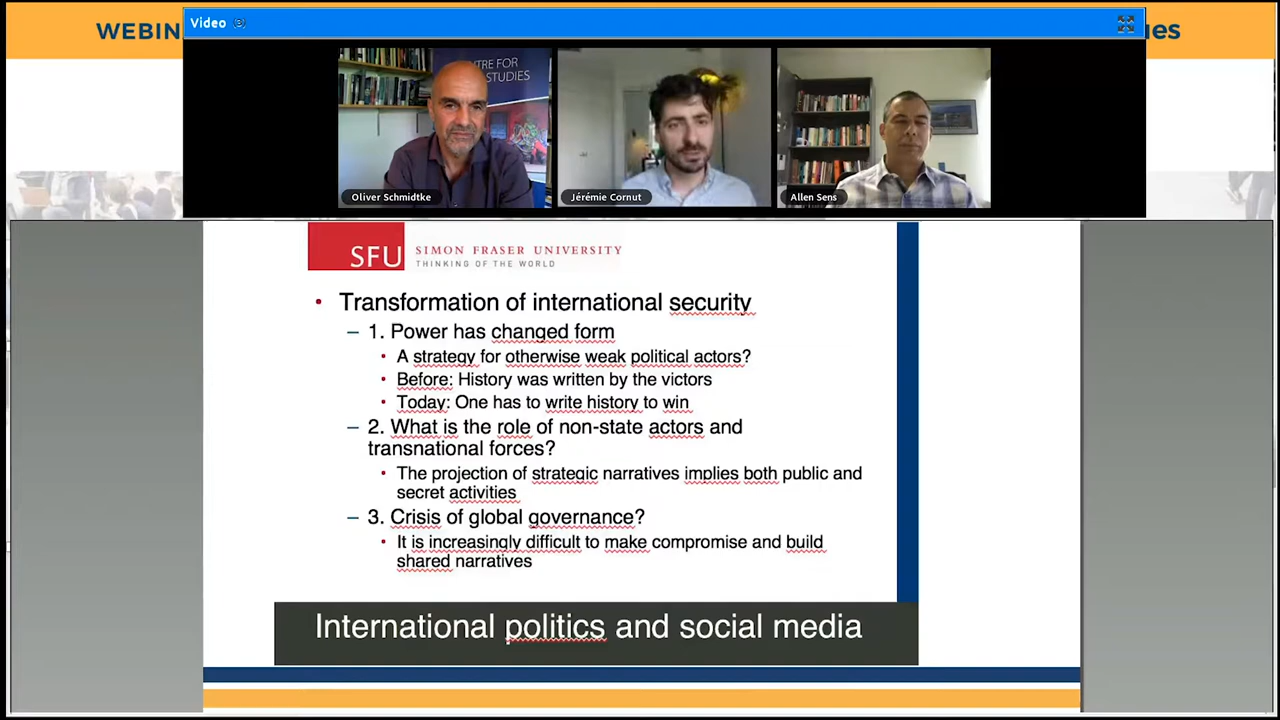 WEBIN
Video (3)
ies
NTRE FOR
STUDIES
Oliver Schmidtke
Jérémie Cornut
Allen Sens
SFU SIMON FRASER UNIVERSITY
THINKING OF THE WORLD
• Transformation of international security
– 1. Power has changed form
• A strategy for otherwise weak political actors?
• Before: History was written by the victors
• Today: One has to write history to win
– 2. What is the role of non-state actors and
transnational forces?
• The projection of strategic narratives implies both public and
secret activities
– 3. Crisis of global governance?
• It is increasingly difficult to make compromise and build
shared narratives
International politics and social media